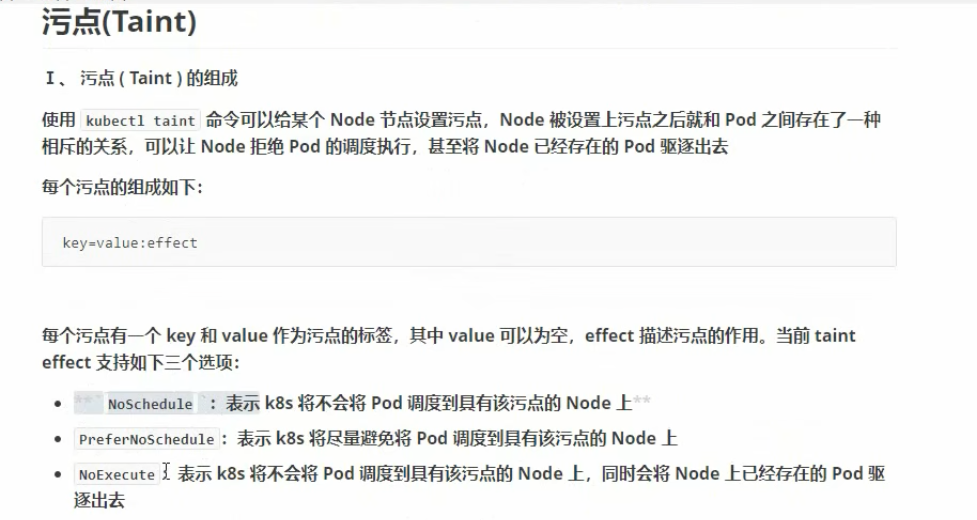 污点(Taint)
Ⅰ、 污点 ( Taint ) 的组成
使用 kubectl taint 命令可以给某个 Node 节点设置污点，Node 被设置上污点之后就和 Pod 之间存在了一种
相斥的关系，可以让 Node 拒绝 Pod 的调度执行，甚至将 Node 已经存在的 Pod 驱逐出去
每个污点的组成如下：
key=value:effect
每个污点有一个 key 和 value 作为污点的标签，其中 value 可以为空，effect 描述污点的作用。当前 taint
effect 支持如下三个选项：
• **`NoSchedule`：表示 k8s 将不会将 Pod 调度到具有该污点的 Node 上**
• PreferNoSchedule：表示 k8s 将尽量避免将 Pod 调度到具有该污点的 Node 上
• NoExecute：表示 k8s 将不会将 Pod 调度到具有该污点的 Node 上，同时会将 Node 上已经存在的 Pod 驱
逐出去